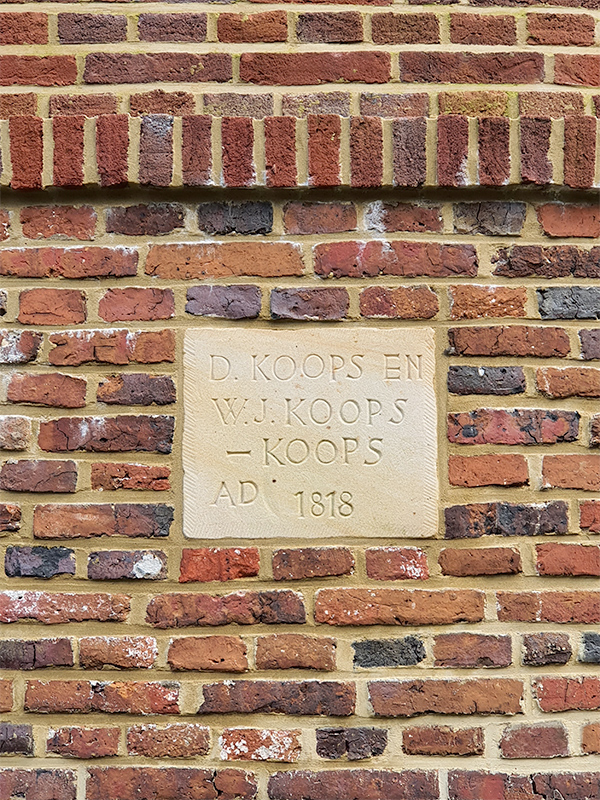 D. KOOPS EN
W.J. KOOPS
– KOOPS
AD 1818